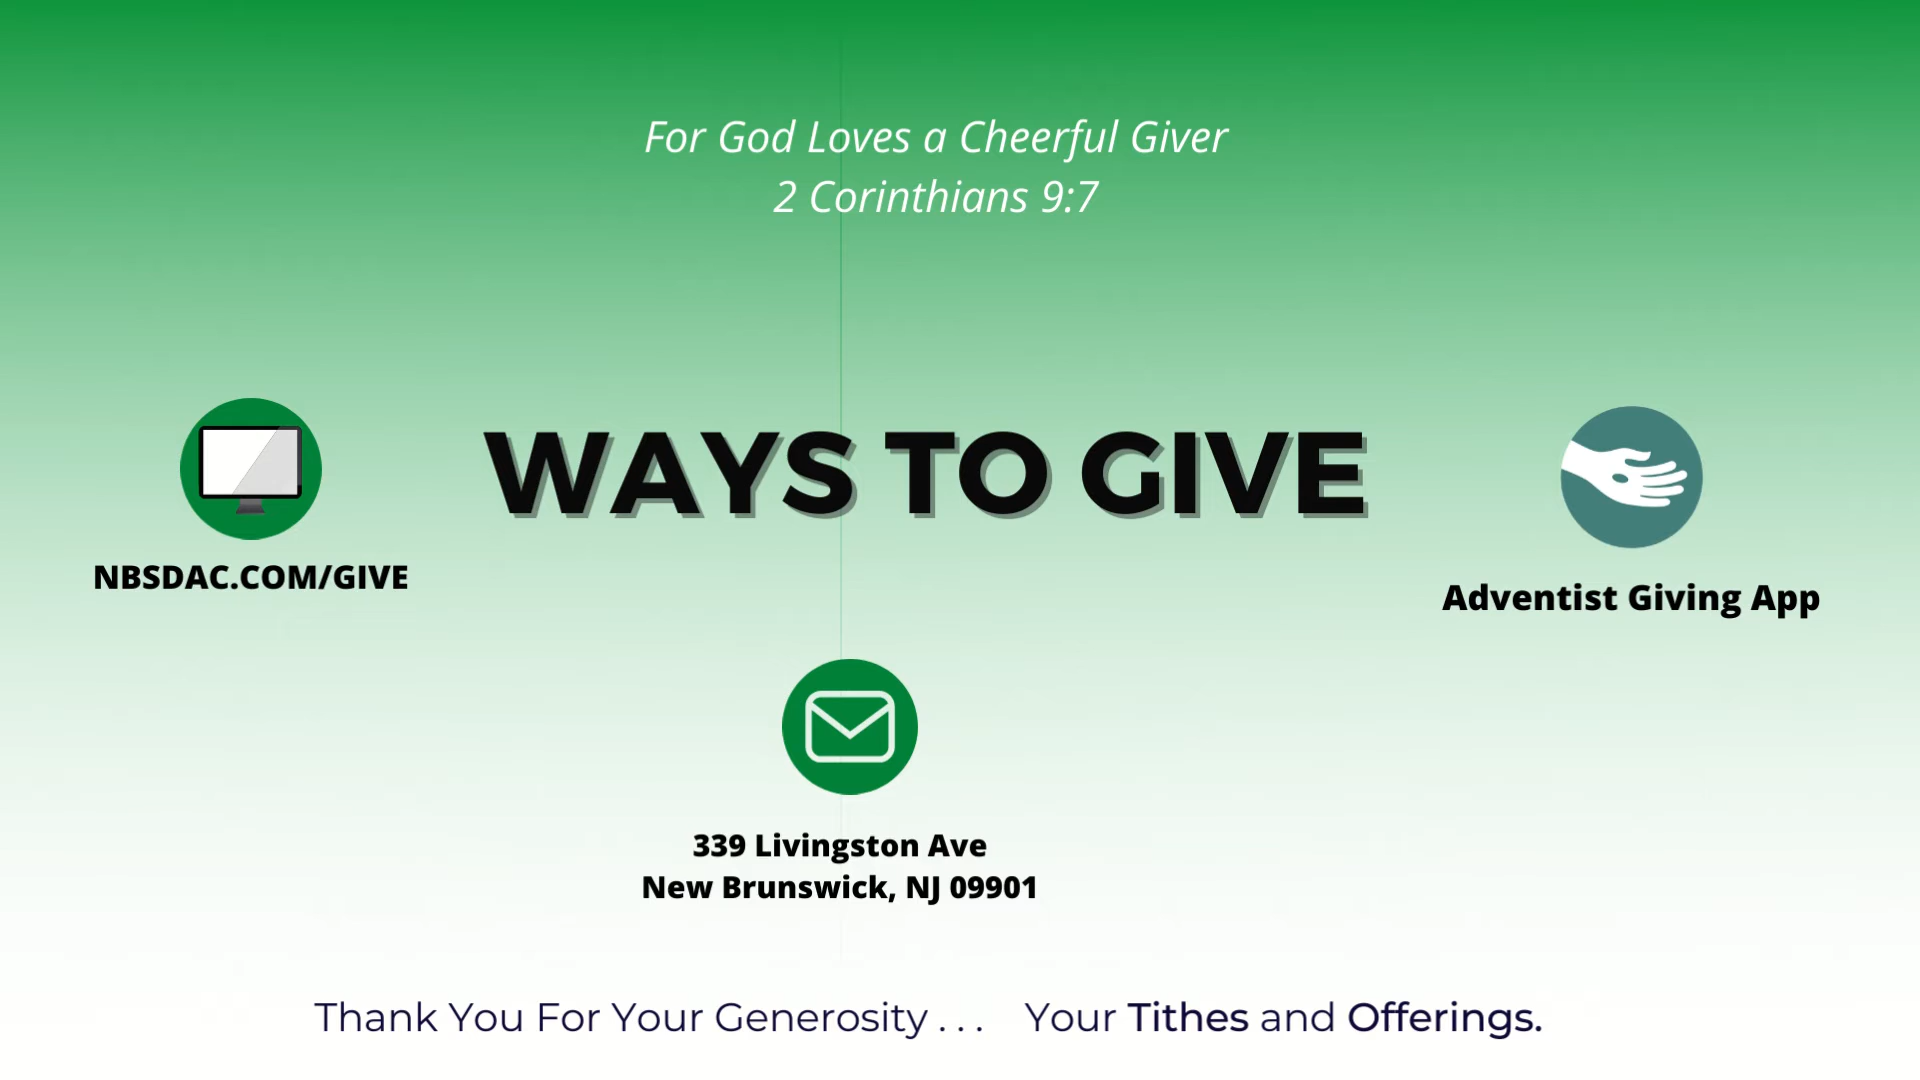 For God Loves a Cheerful Giver
2 Corinthians 9:7
WAYS TO GIVE
NBSDAC.COM/GIVE
Adventist Giving App
339 Livingston Ave
New Brunswick, NJ 09901
Thank You For Your Generosity . . . Your Tithes and Offerings.